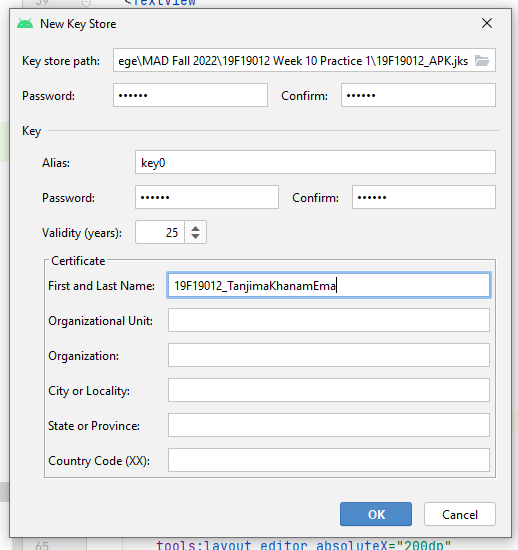 <TextView
New Key Store
Key store path: ege\MAD Fall 2022\19F19012 Week 10 Practice 1\19F19012_APK.jks
Password: •••••• Confirm: ••••••
Key
Alias: key0
Password: •••••• Confirm: ••••••
Validity (years): 25
Certificate
First and Last Name: 19F19012_TanjimaKhanamEma
Organizational Unit:
Organization:
City or Locality:
State or Province:
Country Code (XX):
OK Cancel
65 tools:layout_editor_absoluteX="200dp"